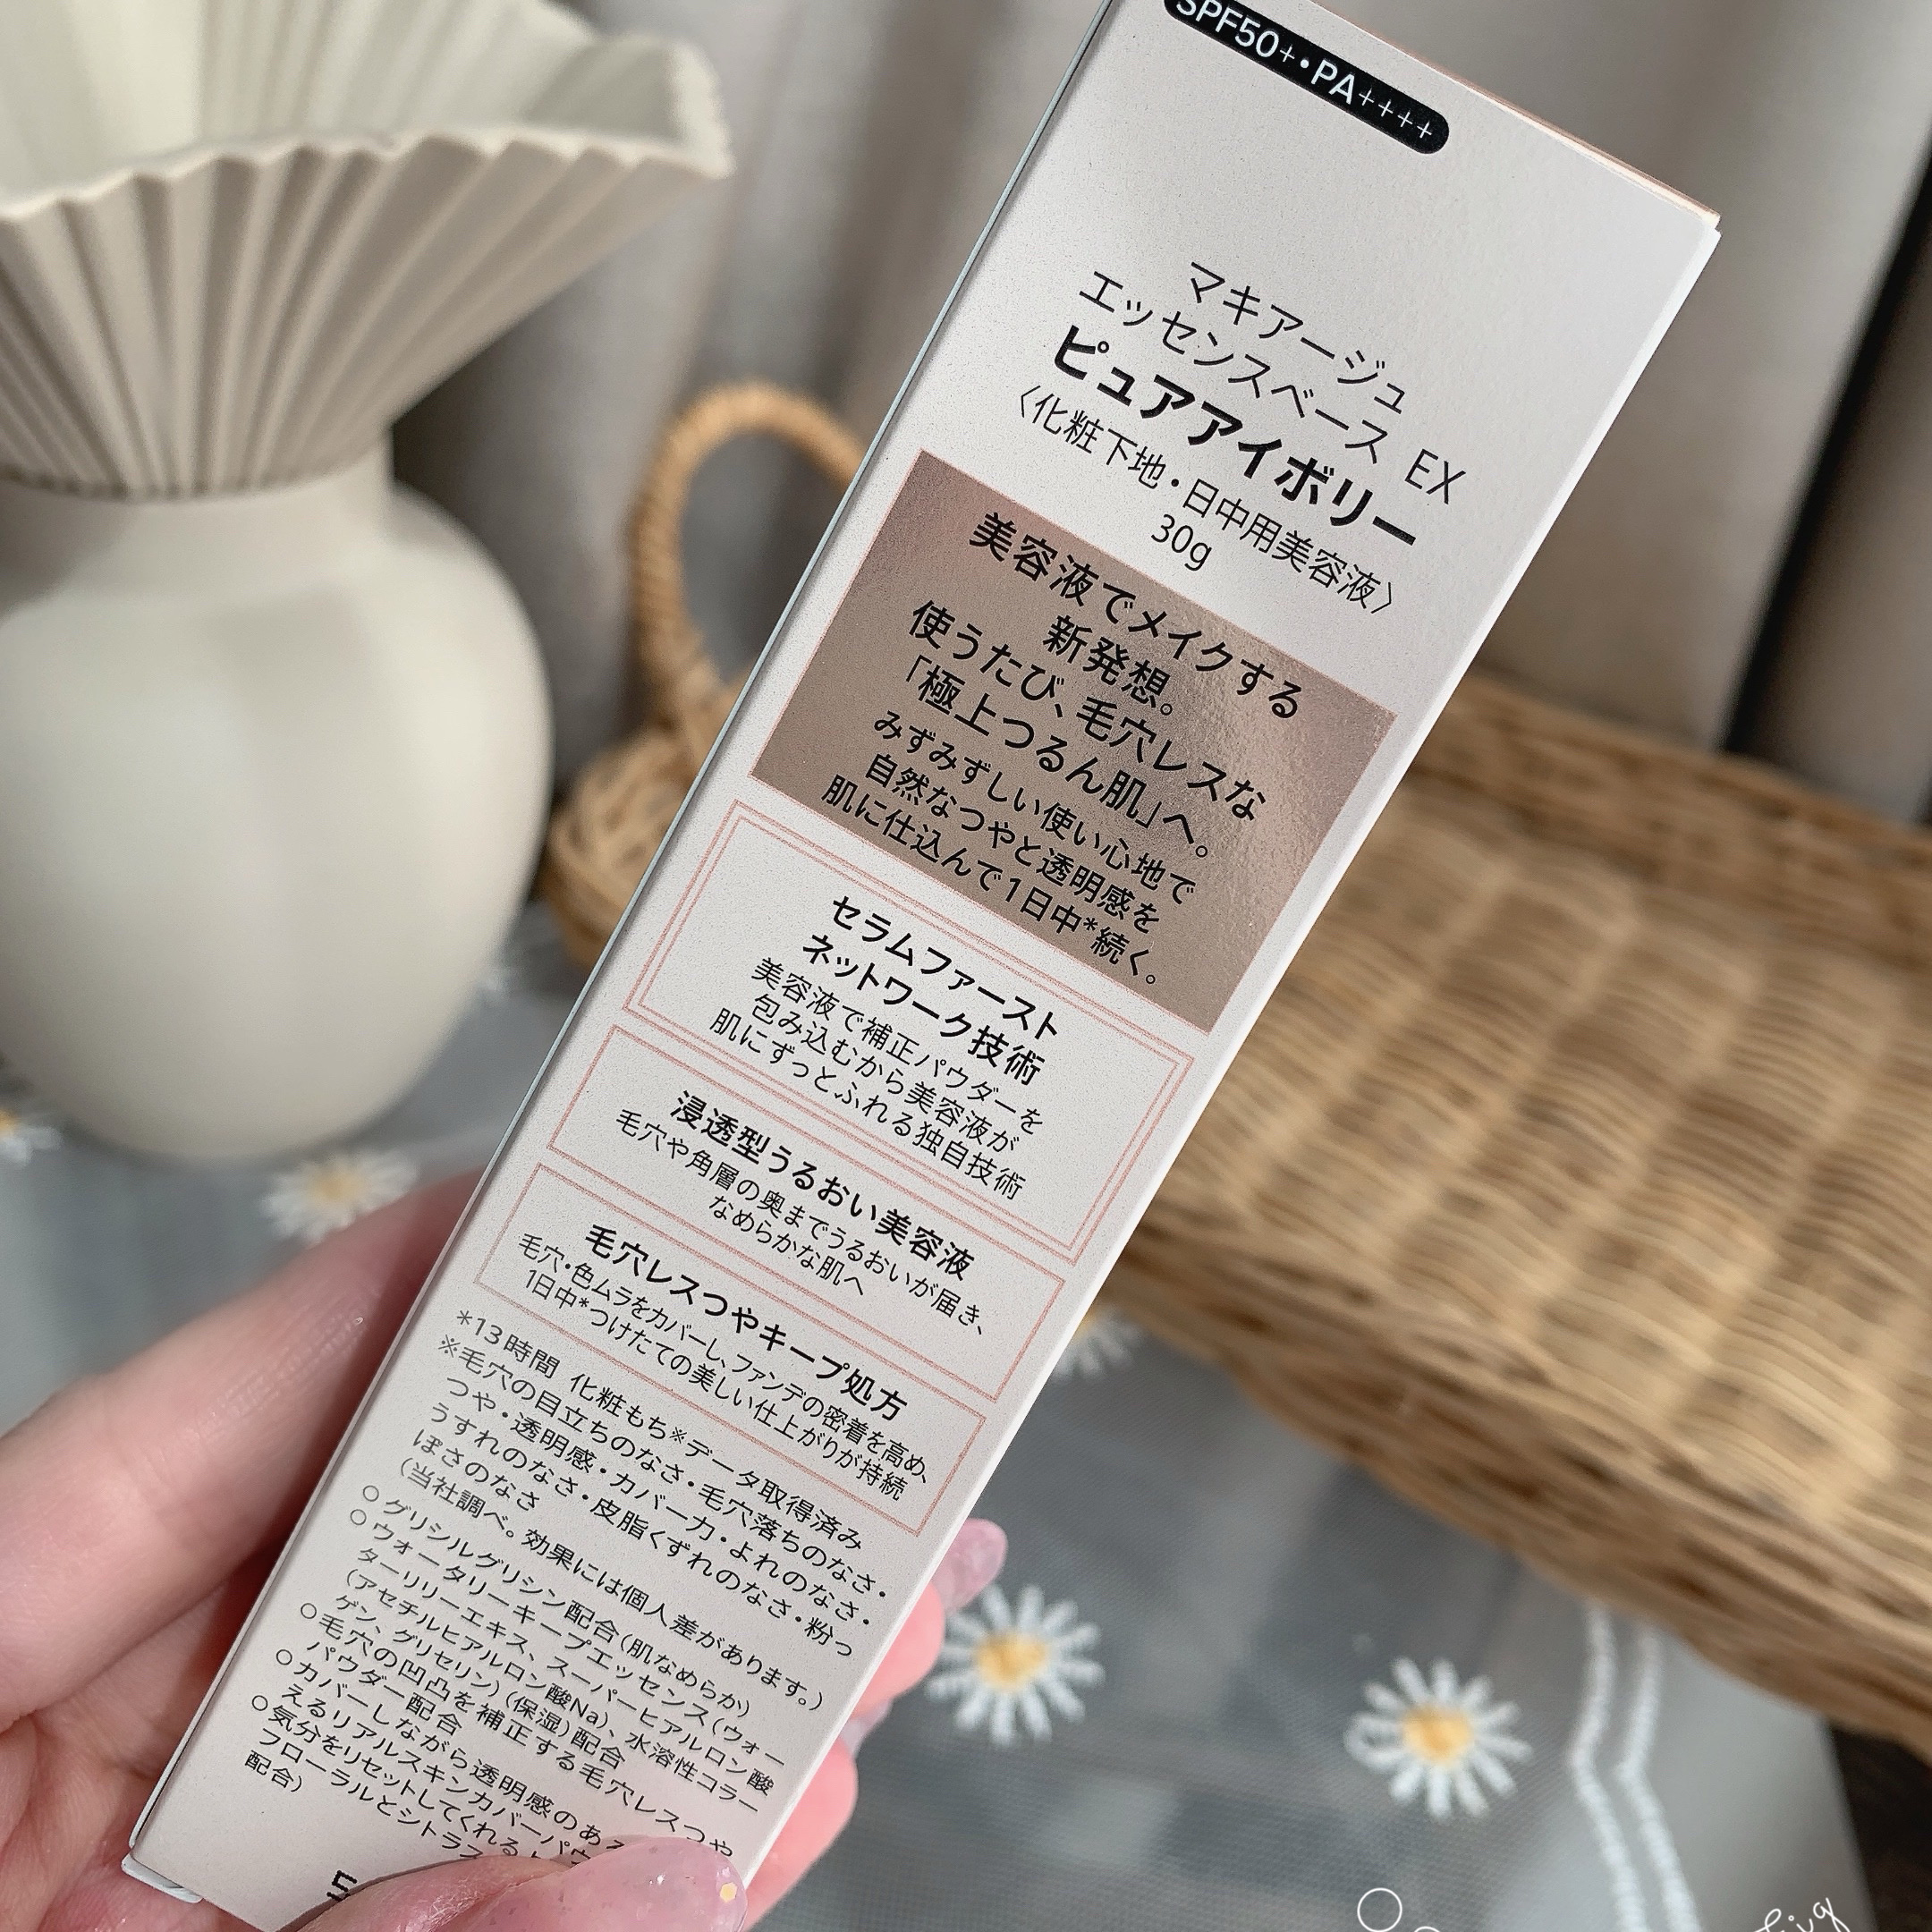 SPF50+・PA++++
マキアージュ
エッセンスベース EX
ピュアアイボリー
〈化粧下地・日中用美容液〉
30g
美容液でメイクする
新発想。
使うたび、毛穴レスな
「極上つるん肌」へ。
みずみずしい使い心地で
自然なつやと透明感を
肌に仕込んで1日中*続く。
セラムファースト
ネットワーク技術
美容液で補正パウダーを
包み込むから美容液が
肌にずっとふれる独自技術
浸透型うるおい美容液
毛穴や角層の奥までうるおいが届き、
なめらかな肌へ
毛穴レスつやキープ処方
毛穴・色ムラをカバーし、ファンデの密着を高め、
1日中*つけたての美しい仕上がりが持続
*13時間 化粧もち※データ取得済み
※毛穴の目立ちのなさ・毛穴落ちのなさ・
つや・透明感・カバー力・よれのなさ・
うすれのなさ・皮脂くずれのなさ・粉っ
ぽさのなさ
(当社調べ。効果には個人差があります。)
○グリシルグリシン配合(肌なめらか)
○ウォータリーキープエッセンス(ウォー
ターリリーエキス、スーパーヒアルロン酸
(アセチルヒアルロン酸Na)、水溶性コラー
ゲン、グリセリン)(保湿)配合
○毛穴の凹凸を補正する毛穴レスつや
パウダー配合
○カバーしながら透明感のある
えるリアルスキンカバーパウ
○気分をリセットしてくれる
フローラルとシトラス
配合)